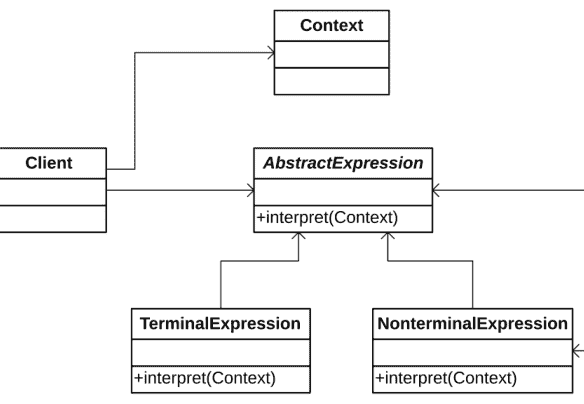 Context
Client
AbstractExpression
+interpret(Context)
TerminalExpression
NonterminalExpression
+interpret(Context)
+interpret(Context)